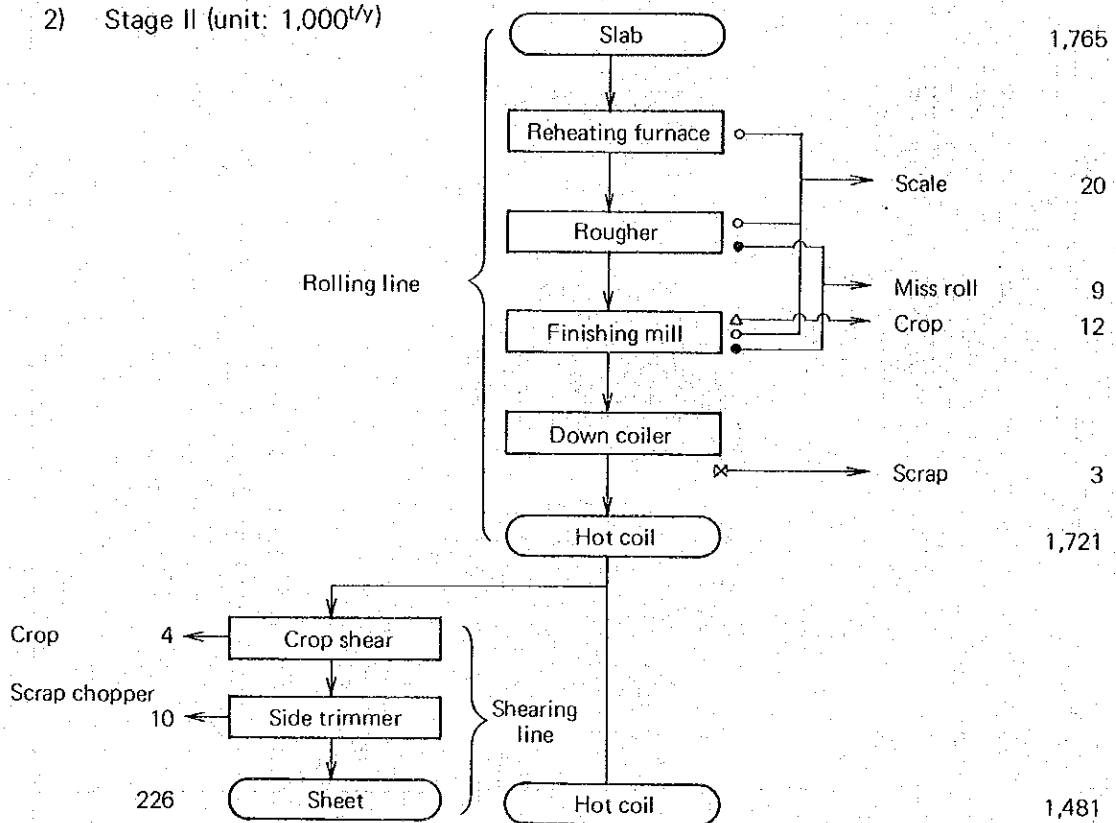 2) Stage II (unit: 1,000t/y)
Slab 1,765
Reheating furnace
Scale 20
Rougher
Rolling line
Miss roll 9
Finishing mill
Crop 12
Down coiler
Scrap 3
Hot coil
1,721
Crop 4 Crop shear
Scrap chopper
10 Side trimmer
Shearing
line
226 Sheet Hot coil 1,481